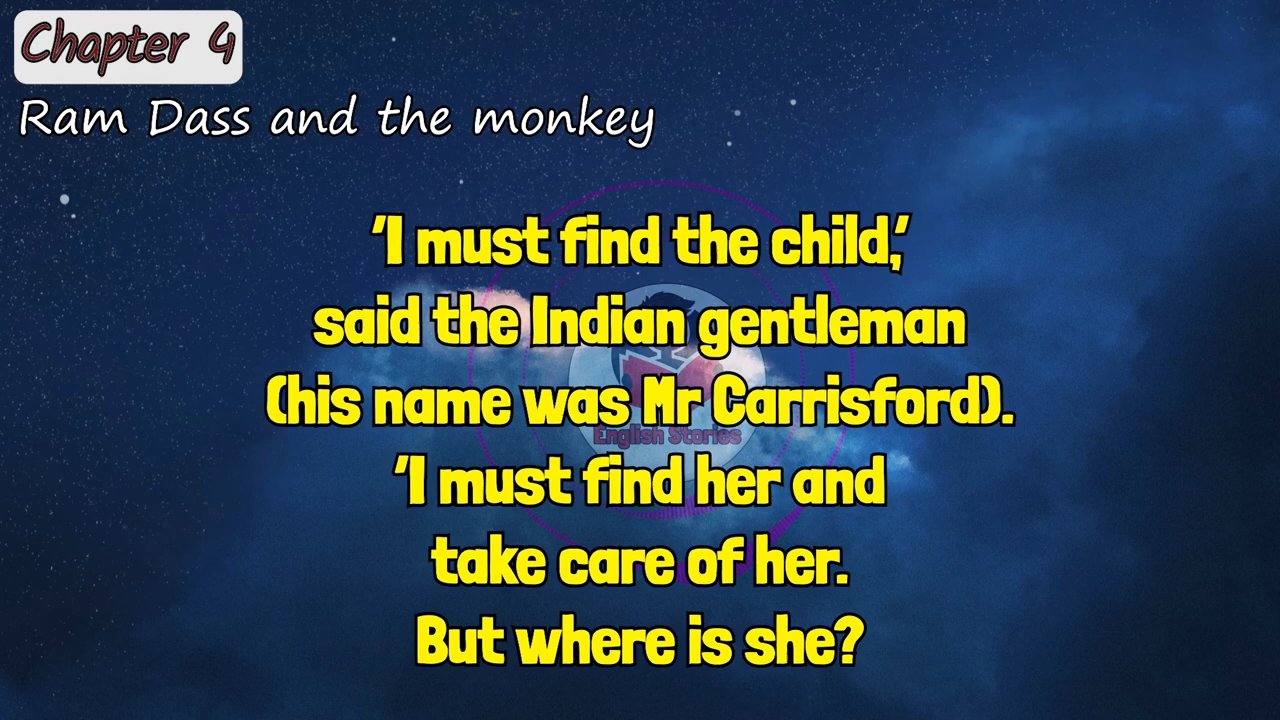 Chapter 4
Ram Dass and the monkey
'I must find the child,'
said the Indian gentleman
(his name was Mr Carrisford).
English Stories
'I must find her and
take care of her.
But where is she?